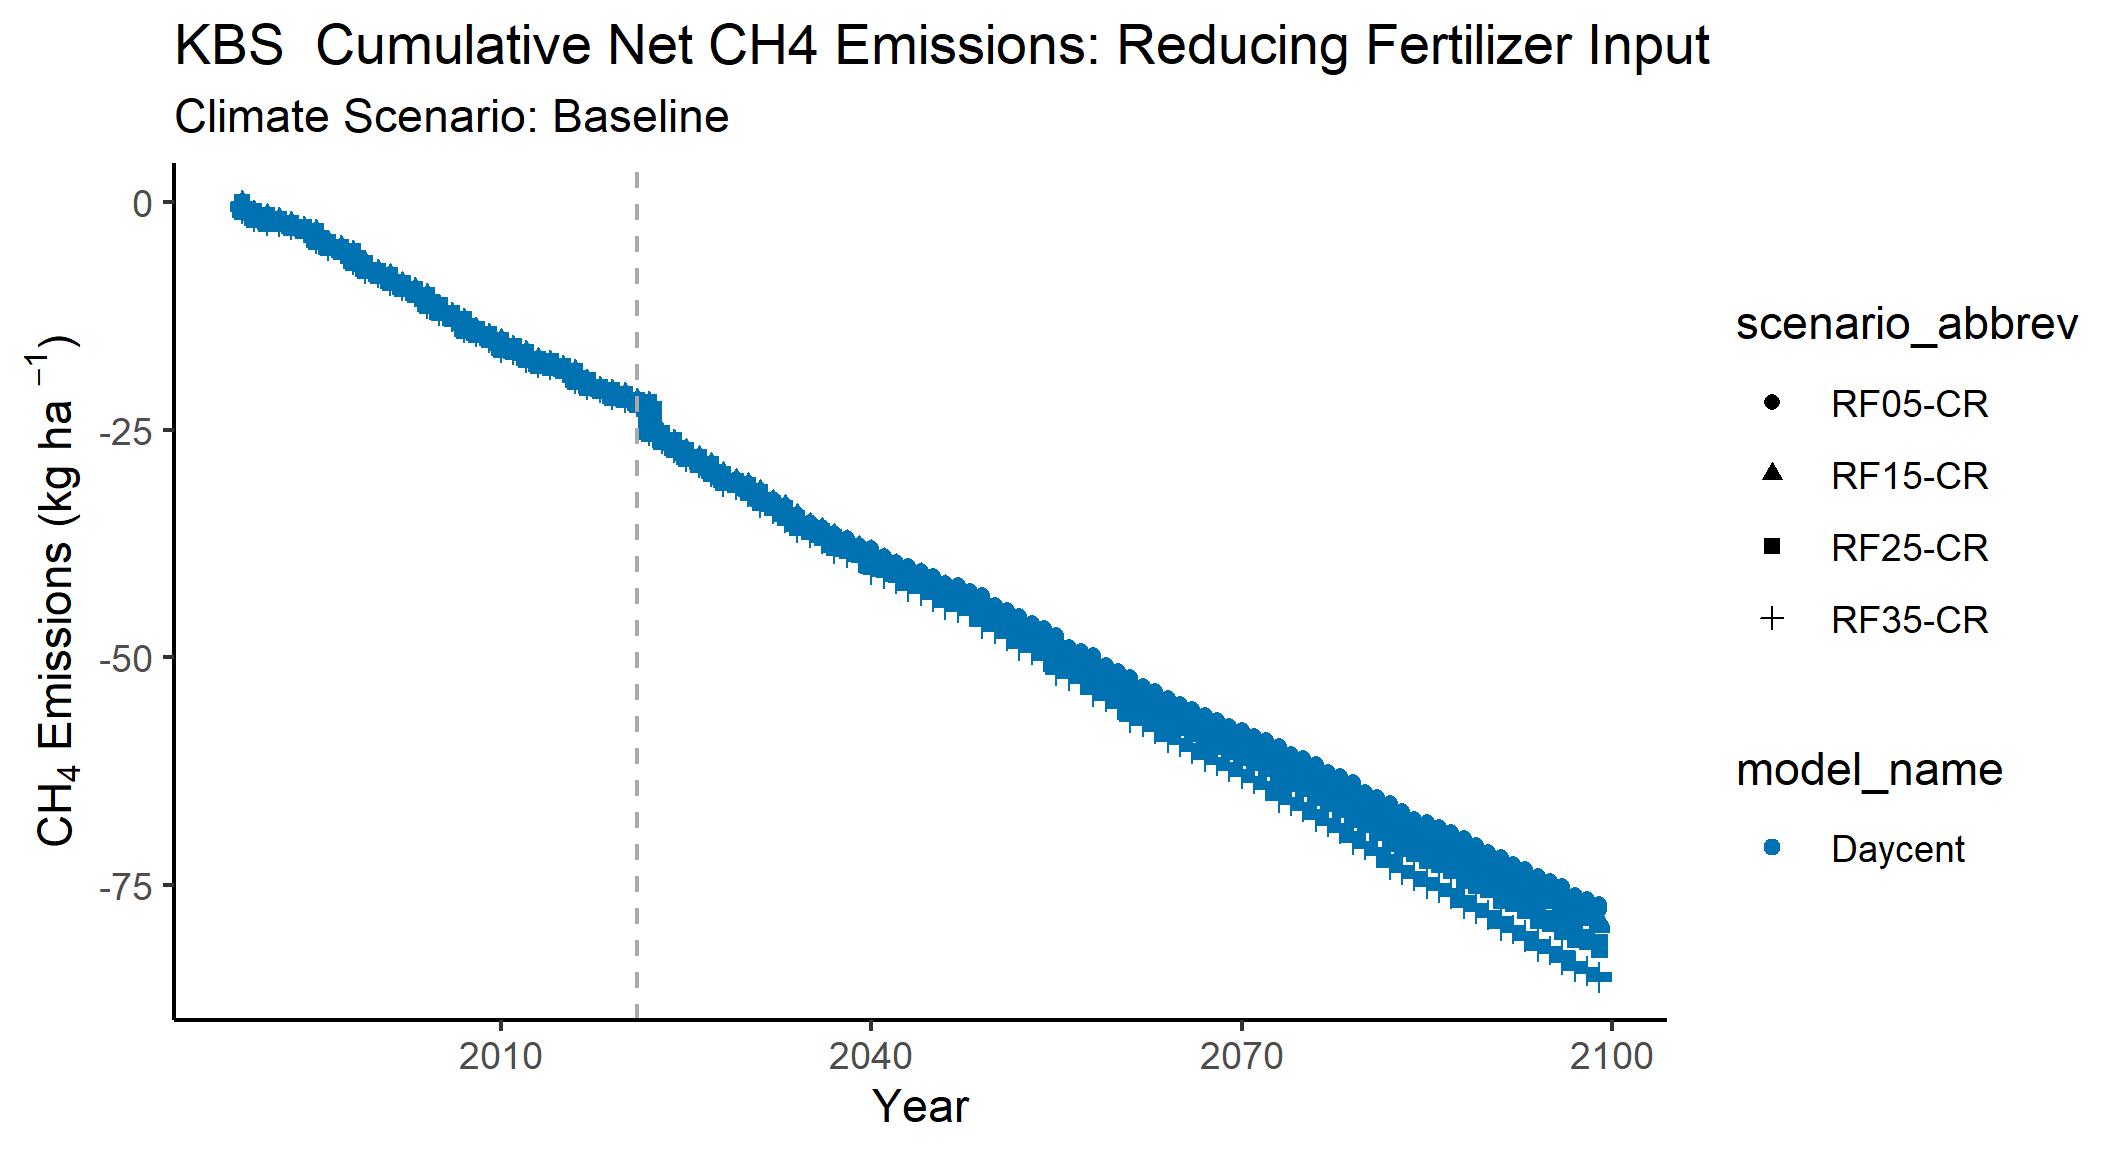 KBS  Cumulative Net CH4 Emissions: Reducing Fertilizer Input
Climate Scenario: Baseline
CH₄ Emissions (kg ha ⁻¹)
0
-25
-50
-75
2010 2040 2070 2100
Year
scenario_abbrev
RF05-CR
RF15-CR
RF25-CR
RF35-CR
model_name
Daycent